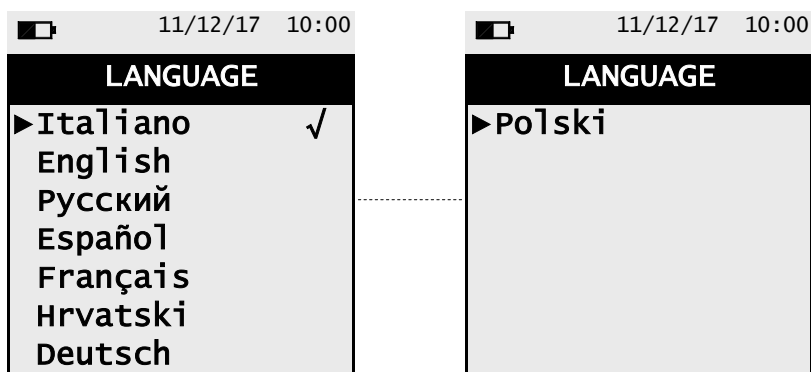 11/12/17 10:00
LANGUAGE
►Italiano √
English
Русский
Español
Français
Hrvatski
Deutsch
11/12/17 10:00
LANGUAGE
►Polski